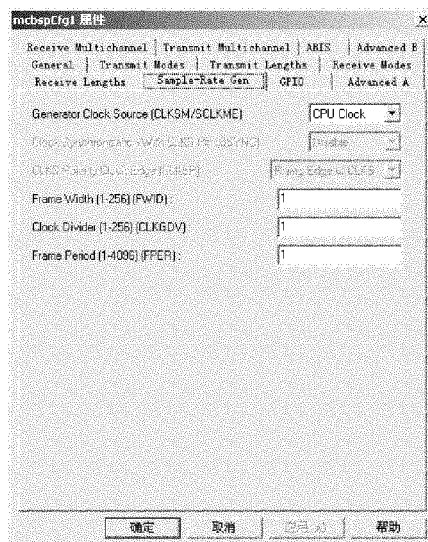 mcbspCfg1 属性
Receive Multichannel Transmit Multichannel ABIS Advanced B
General Transmit Modes Transmit Lengths Receive Modes
Receive Lengths Sample-Rate Gen GPIO Advanced A
Generator Clock Source (CLKSM/SCLKME) CPU Clock
Disable
Frame Width (1-256) (FWID) : 1
Clock Divider (1-256) (CLKGDV) 1
Frame Period (1-4096) (FPER) : 1
确定 取消 帮助